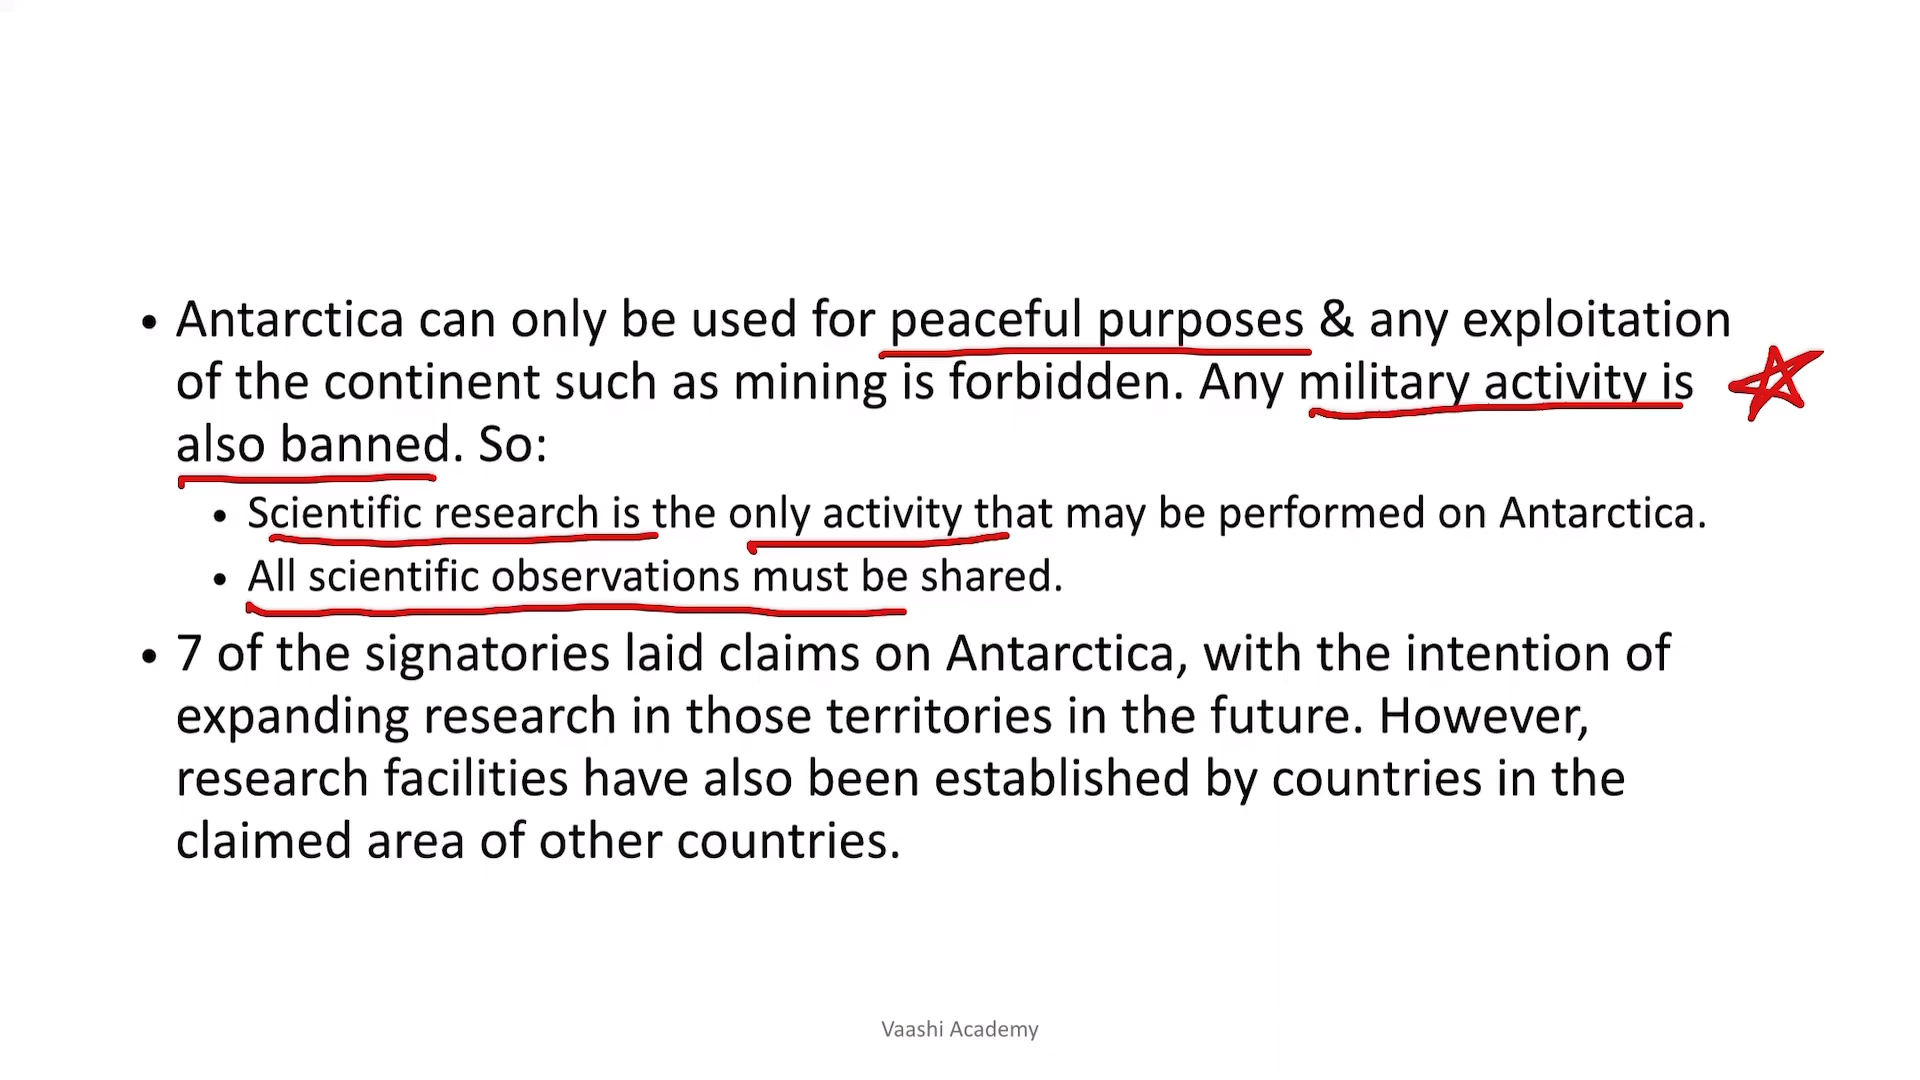 • Antarctica can only be used for peaceful purposes & any exploitation
of the continent such as mining is forbidden. Any military activity is
also banned. So:
• Scientific research is the only activity that may be performed on Antarctica.
• All scientific observations must be shared.
• 7 of the signatories laid claims on Antarctica, with the intention of
expanding research in those territories in the future. However,
research facilities have also been established by countries in the
claimed area of other countries.
Vaashi Academy